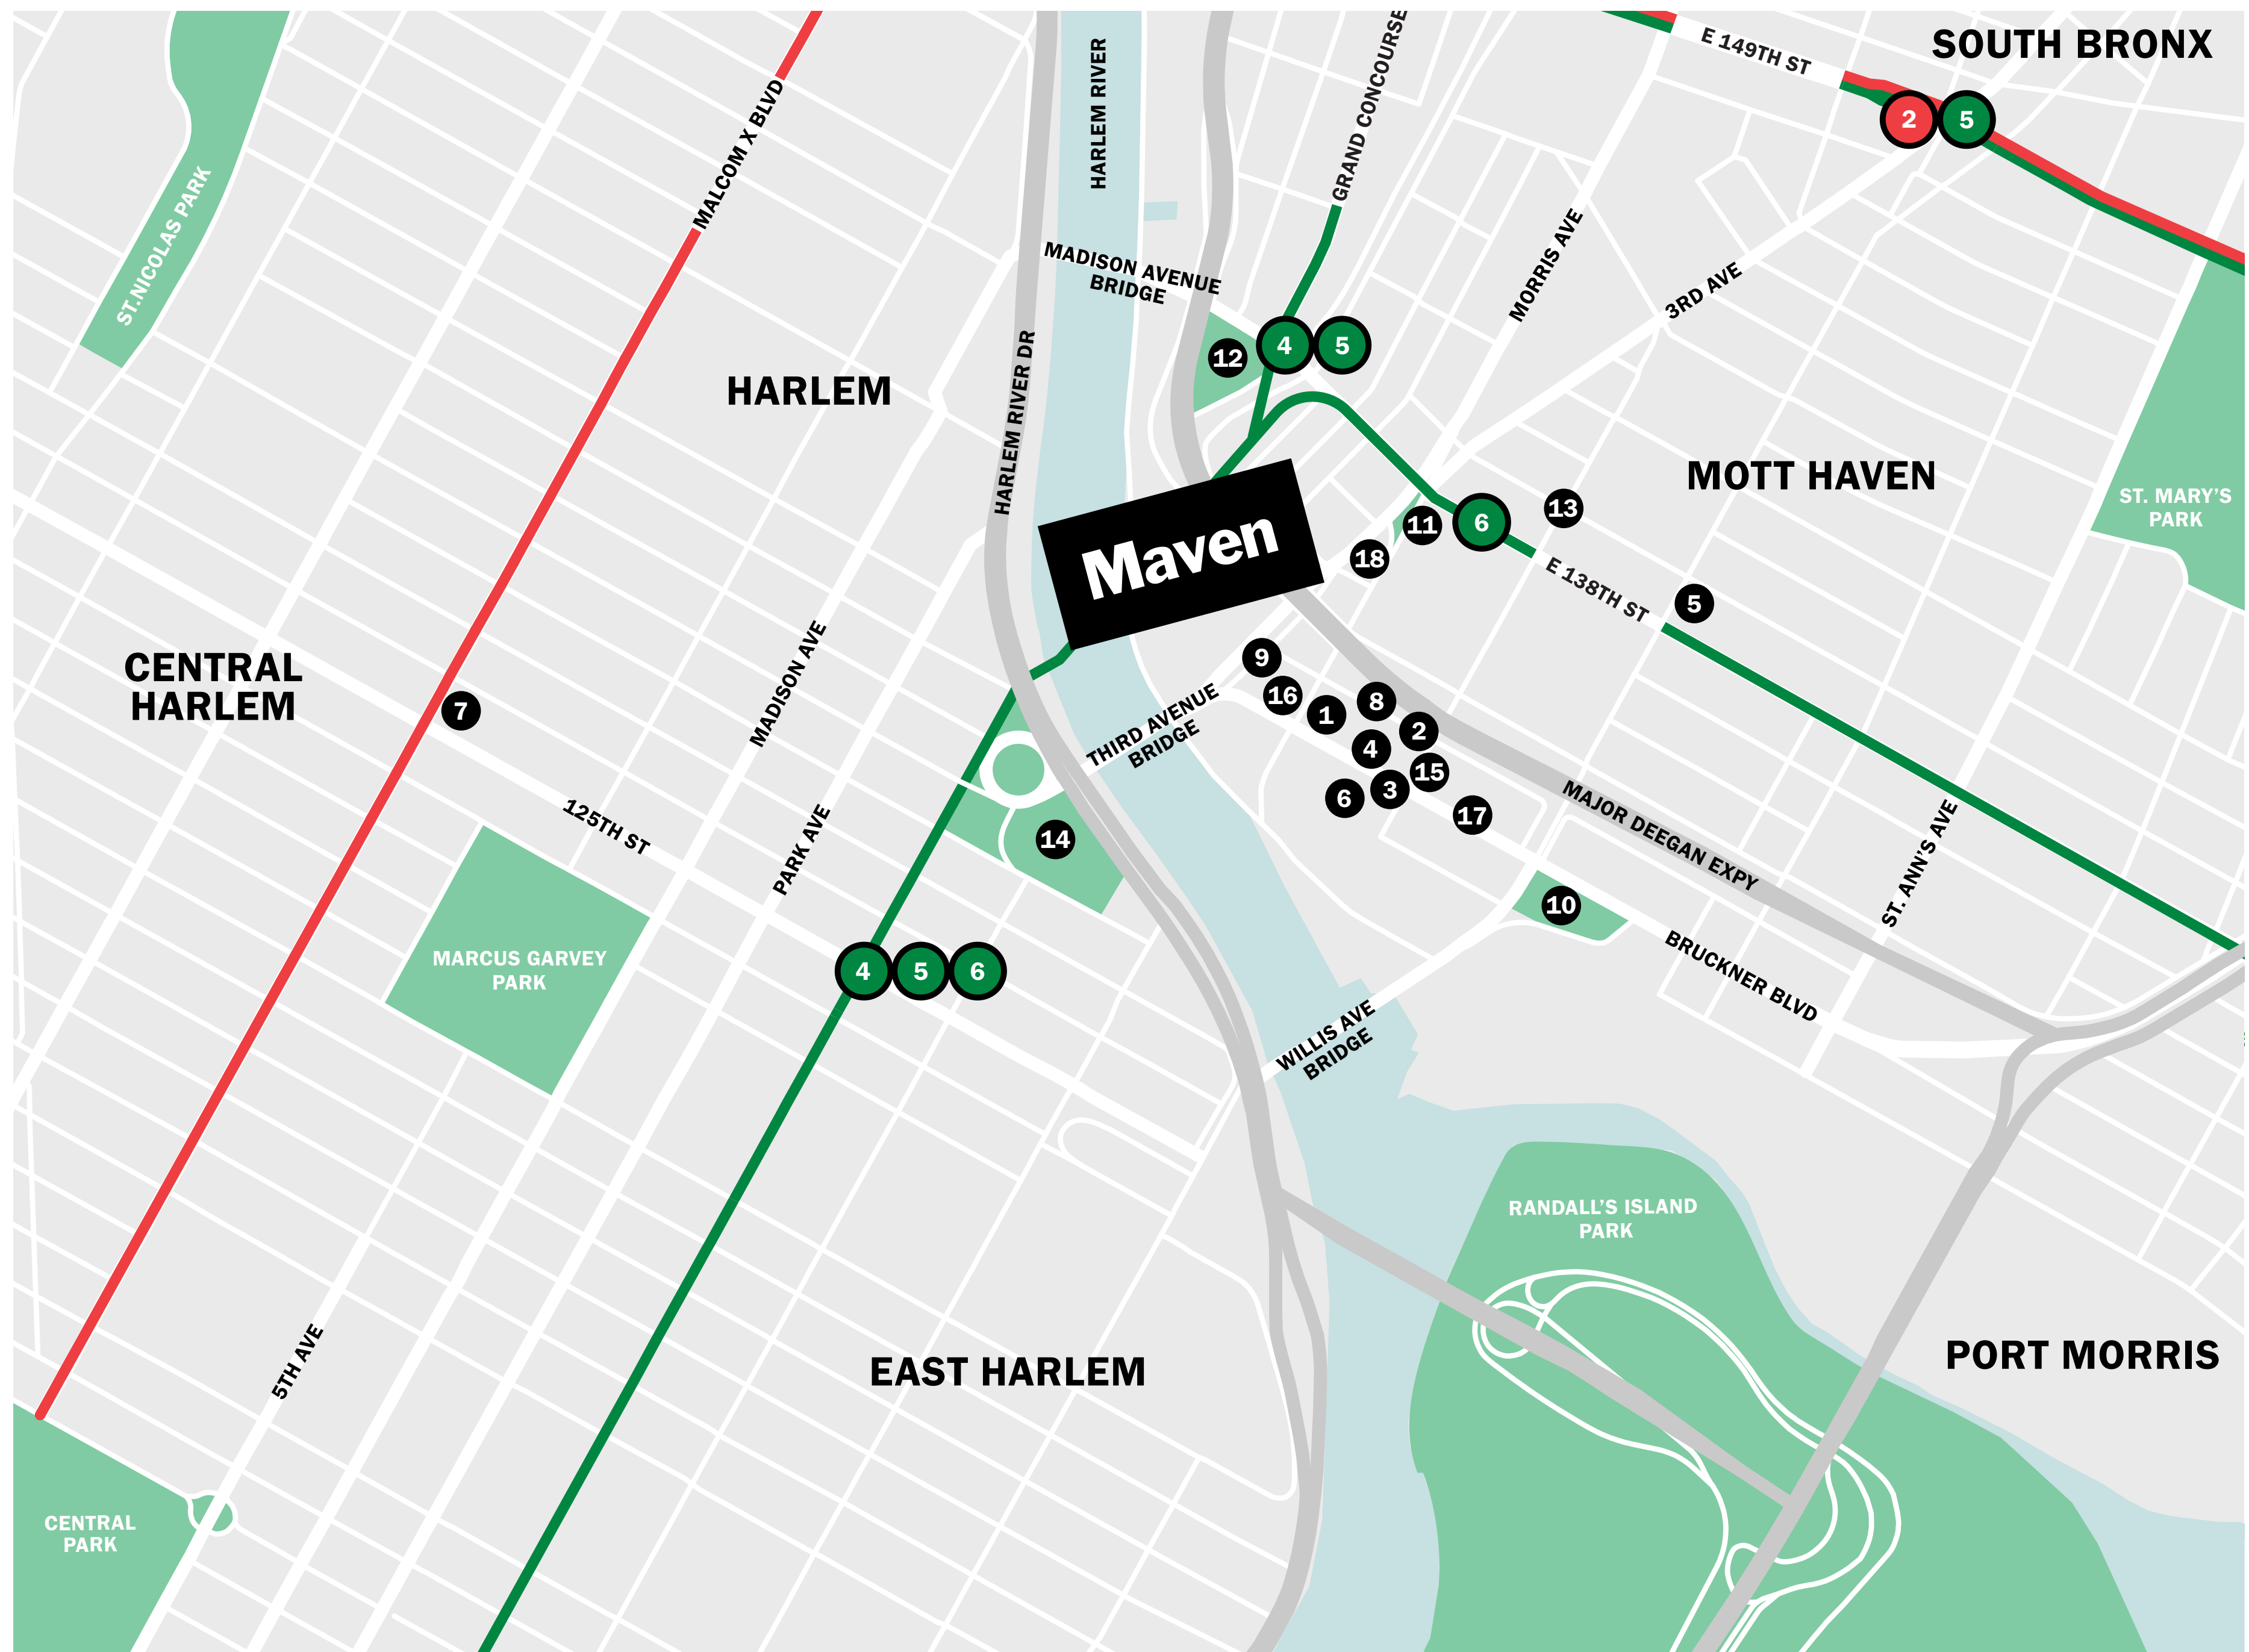 SOUTH BRONX
E 149TH ST
2
5
GRAND CONCOURSE
HARLEM RIVER
MALCOM X BLVD
ST.NICOLAS PARK
MADISON AVENUE
BRIDGE
MORRIS AVE
3RD AVE
12
4
5
HARLEM
HARLEM RIVER DR
MOTT HAVEN
ST. MARY'S
PARK
Maven
11
6
13
18
E 138TH ST
5
CENTRAL
HARLEM
7
MADISON AVE
9
16
1
8
2
4
15
6
3
17
THIRD AVENUE
BRIDGE
MAJOR DEEGAN EXPY
ST. ANN'S AVE
125TH ST
PARK AVE
14
10
BRUCKNER BLVD
MARCUS GARVEY
PARK
4
5
6
WILLIS AVE
BRIDGE
RANDALL'S ISLAND
PARK
5TH AVE
EAST HARLEM
PORT MORRIS
CENTRAL
PARK